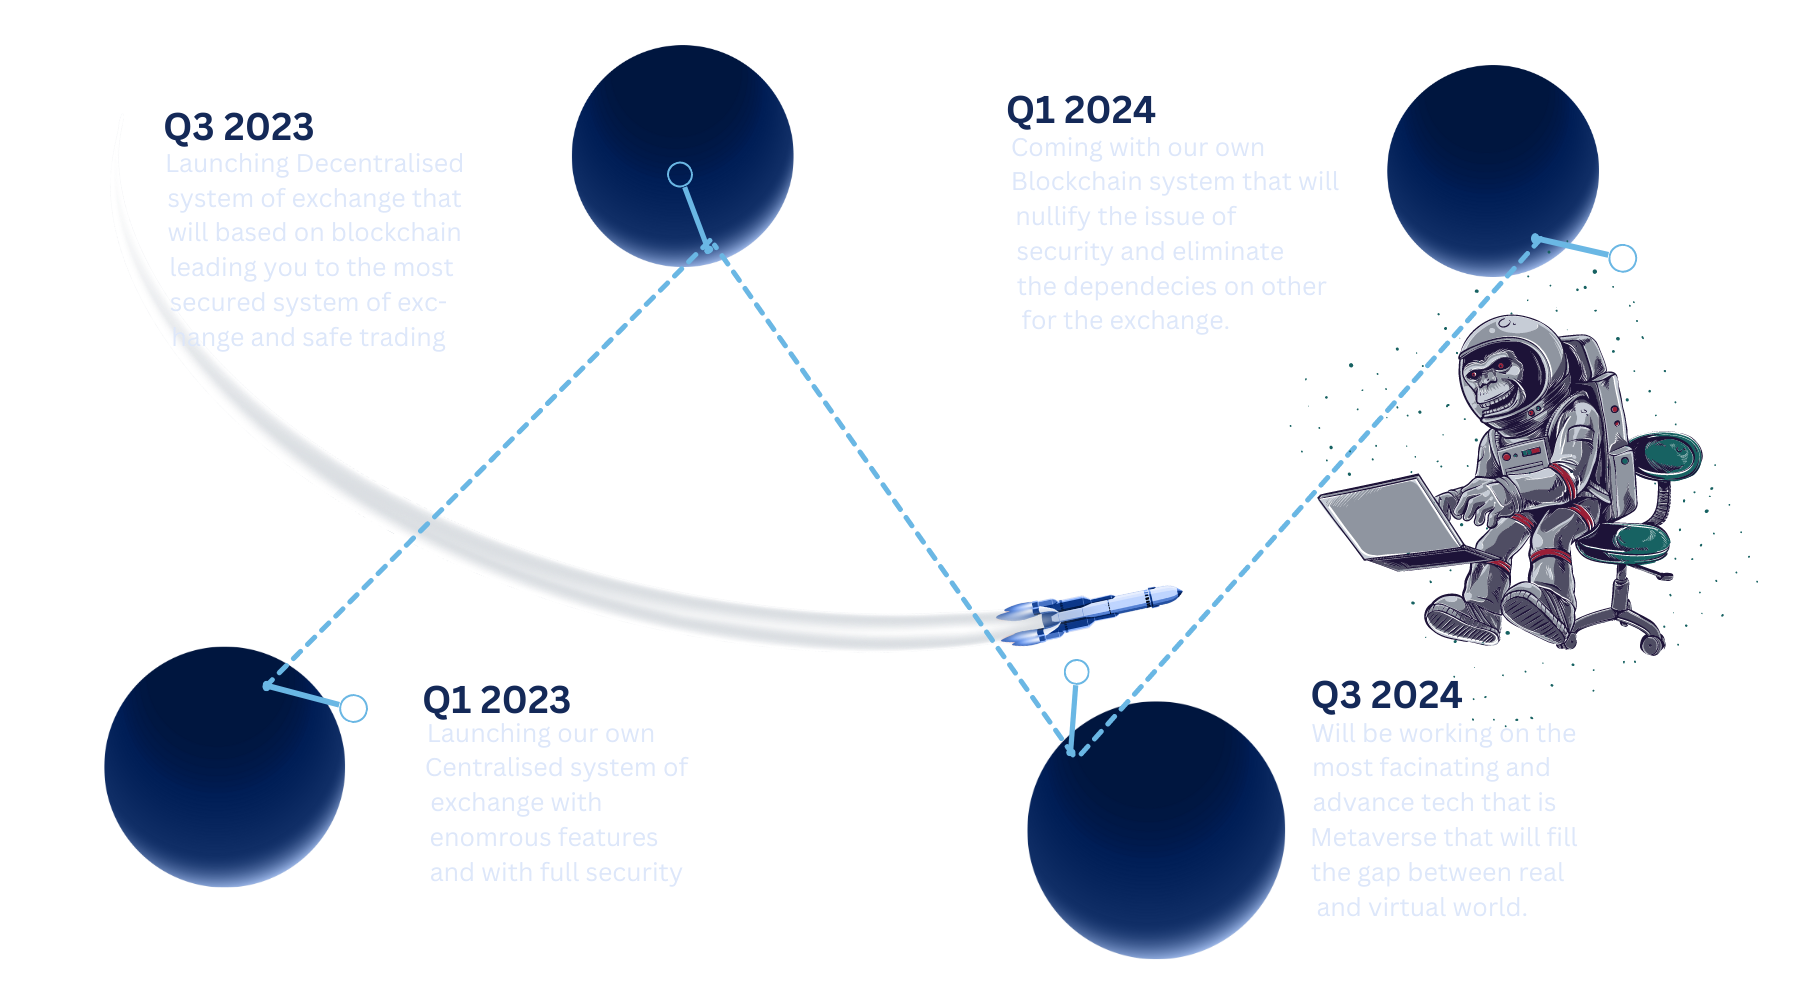 Q3 2023
Launching Decentralised
system of exchange that
will based on blockchain
leading you to the most
secured system of exc-
hange and safe trading
Q1 2024
Coming with our own
Blockchain system that will
nullify the issue of
security and eliminate
the dependecies on other
for the exchange.
Q1 2023
Launching our own
Centralised system of
exchange with
enomrous features
and with full security
Q3 2024
Will be working on the
most facinating and
advance tech that is
Metaverse that will fill
the gap between real
and virtual world.